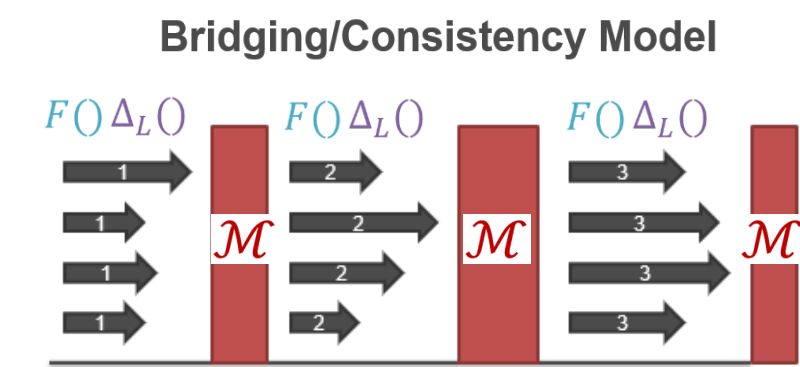 Bridging/Consistency Model
F() Δ_L() F() Δ_L() F() Δ_L()
1 2 3
1 2 3
ℳ ℳ ℳ
1 2 3
1 2 3